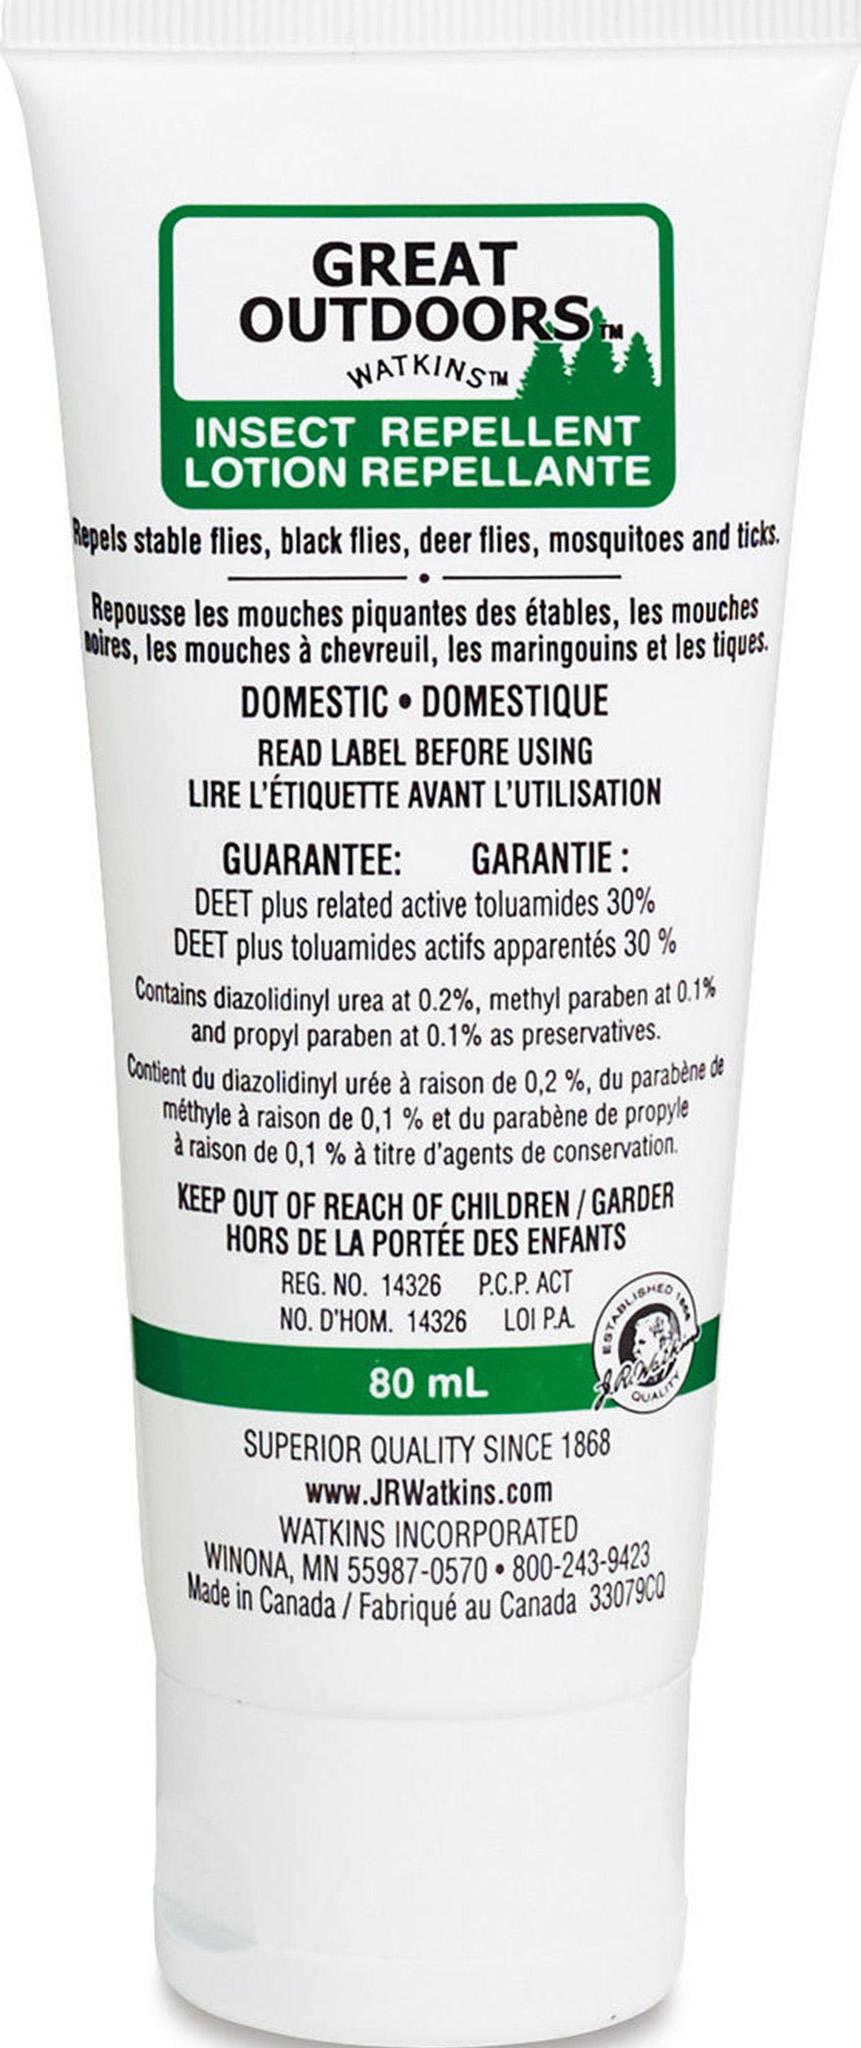 GREAT
OUTDOORS™
WATKINS™
INSECT REPELLENT
LOTION REPELLANTE
Repels stable flies, black flies, deer flies, mosquitoes and ticks.
Repousse les mouches piquantes des étables, les mouches
noires, les mouches à chevreuil, les maringouins et les tiques.
DOMESTIC • DOMESTIQUE
READ LABEL BEFORE USING
LIRE L'ÉTIQUETTE AVANT L'UTILISATION
GUARANTEE: GARANTIE :
DEET plus related active toluamides 30%
DEET plus toluamides actifs apparentés 30 %
Contains diazolidinyl urea at 0.2%, methyl paraben at 0.1%
and propyl paraben at 0.1% as preservatives.
Contient du diazolidinyl urée à raison de 0,2 %, du parabène de
méthyle à raison de 0,1 % et du parabène de propyle
à raison de 0,1 % à titre d'agents de conservation.
KEEP OUT OF REACH OF CHILDREN / GARDER
HORS DE LA PORTÉE DES ENFANTS
REG. NO. 14326 P.C.P. ACT
NO. D'HOM. 14326 LOI P.A.
ESTABLISHED 1868
J.R. Watkins
QUALITY
80 mL
SUPERIOR QUALITY SINCE 1868
www.JRWatkins.com
WATKINS INCORPORATED
WINONA, MN 55987-0570 • 800-243-9423
Made in Canada / Fabriqué au Canada 33079CQ